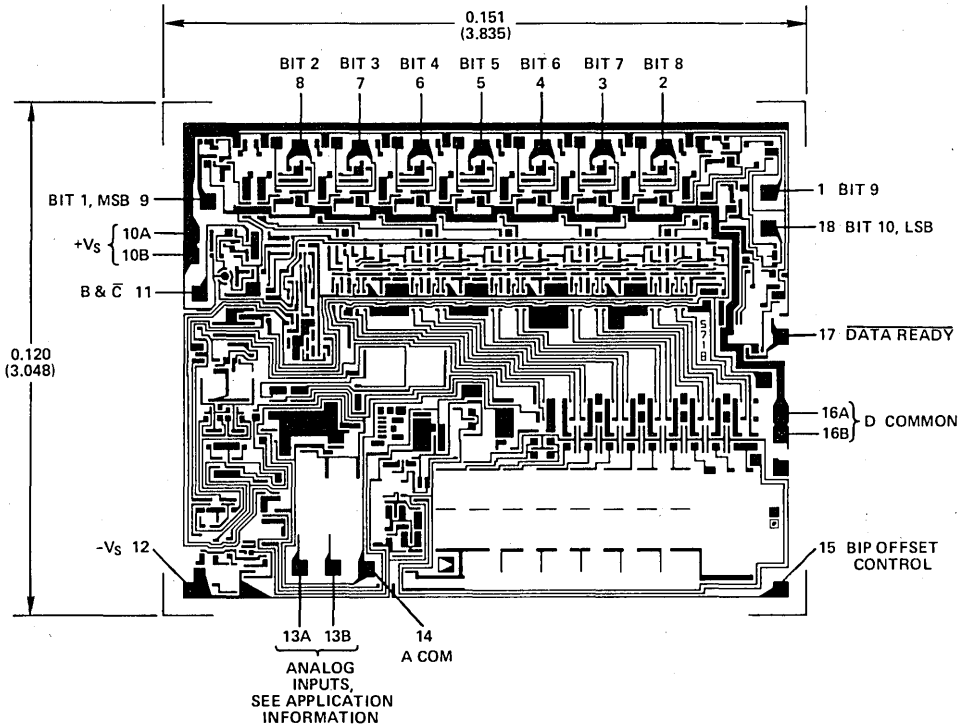 0.151
(3.835)
BIT 2 BIT 3 BIT 4 BIT 5 BIT 6 BIT 7 BIT 8
8 7 6 5 4 3 2
BIT 1, MSB 9
1 BIT 9
18 BIT 10, LSB
+VS { 10A
10B
B & C̅ 11
0.120
(3.048)
571B
17 D̅A̅T̅A̅ R̅E̅A̅D̅Y̅
16A } D COMMON
16B
-VS 12
15 BIP OFFSET
CONTROL
13A 13B
14
A COM
ANALOG
INPUTS,
SEE APPLICATION
INFORMATION